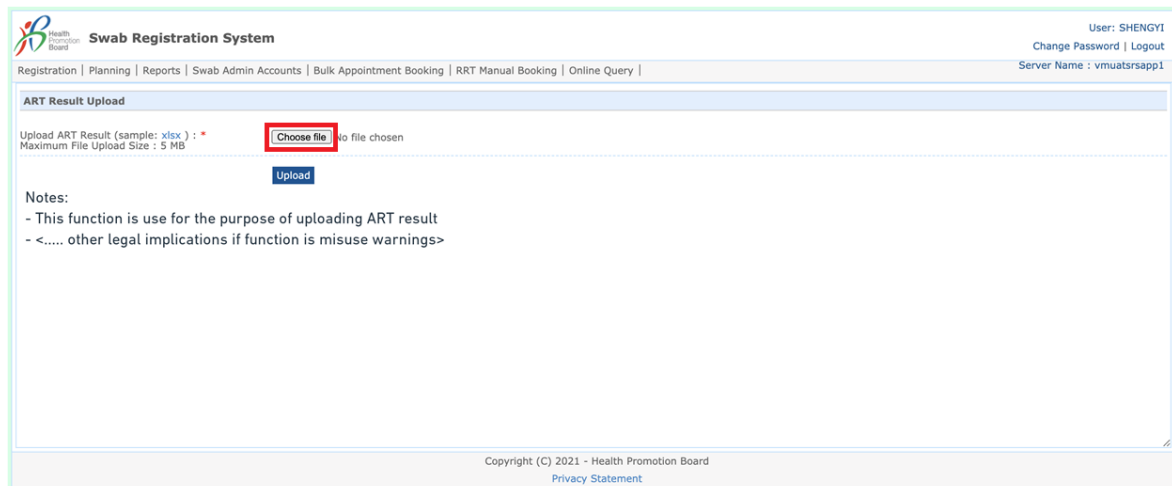 Health
Promotion
Board
Swab Registration System
User: SHENGYI
Change Password | Logout
Server Name : vmuatsrsapp1
Registration | Planning | Reports | Swab Admin Accounts | Bulk Appointment Booking | RRT Manual Booking | Online Query |
ART Result Upload
Upload ART Result (sample: xlsx ) : *
Maximum File Upload Size : 5 MB
Choose file No file chosen
Upload
Notes:
- This function is use for the purpose of uploading ART result
- <..... other legal implications if function is misuse warnings>
Copyright (C) 2021 - Health Promotion Board
Privacy Statement